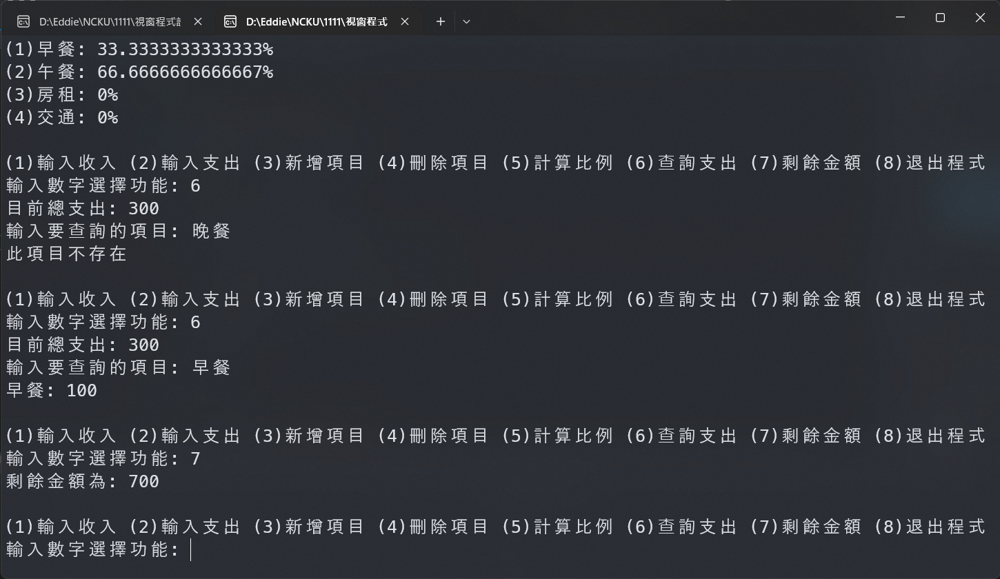 D:\Eddie\NCKU\1111\視窗程式 D:\Eddie\NCKU\1111\視窗程式
(1)早餐: 33.3333333333333%
(2)午餐: 66.6666666666667%
(3)房租: 0%
(4)交通: 0%
(1)輸入收入 (2)輸入支出 (3)新增項目 (4)刪除項目 (5)計算比例 (6)查詢支出 (7)剩餘金額 (8)退出程式
輸入數字選擇功能: 6
目前總支出: 300
輸入要查詢的項目: 晚餐
此項目不存在
(1)輸入收入 (2)輸入支出 (3)新增項目 (4)刪除項目 (5)計算比例 (6)查詢支出 (7)剩餘金額 (8)退出程式
輸入數字選擇功能: 6
目前總支出: 300
輸入要查詢的項目: 早餐
早餐: 100
(1)輸入收入 (2)輸入支出 (3)新增項目 (4)刪除項目 (5)計算比例 (6)查詢支出 (7)剩餘金額 (8)退出程式
輸入數字選擇功能: 7
剩餘金額為: 700
(1)輸入收入 (2)輸入支出 (3)新增項目 (4)刪除項目 (5)計算比例 (6)查詢支出 (7)剩餘金額 (8)退出程式
輸入數字選擇功能: